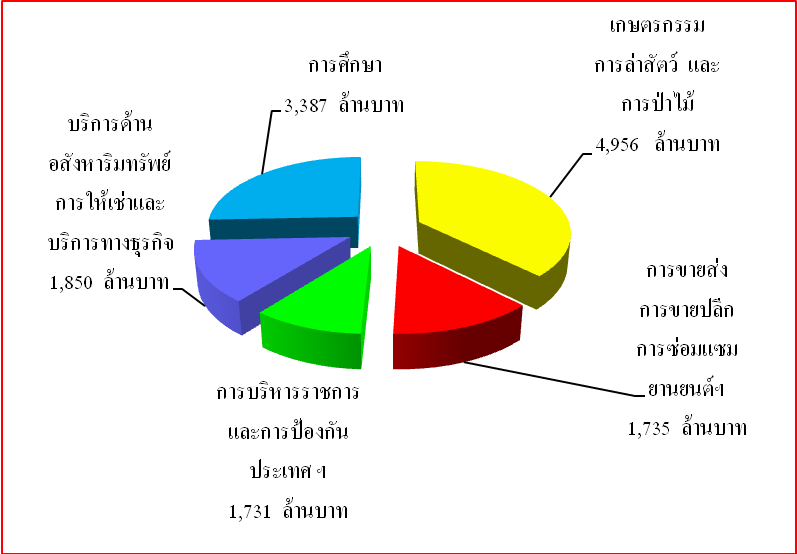 เกษตรกรรม
การล่าสัตว์ และ
การป่าไม้
4,956 ล้านบาท
การขายส่ง
การขายปลีก
การซ่อมแซม
ยานยนต์ฯ
1,735 ล้านบาท
การบริหารราชการ
และการป้องกัน
ประเทศ ฯ
1,731 ล้านบาท
บริการด้าน
อสังหาริมทรัพย์
การให้เช่าและ
บริการทางธุรกิจ
1,850 ล้านบาท
การศึกษา
3,387 ล้านบาท